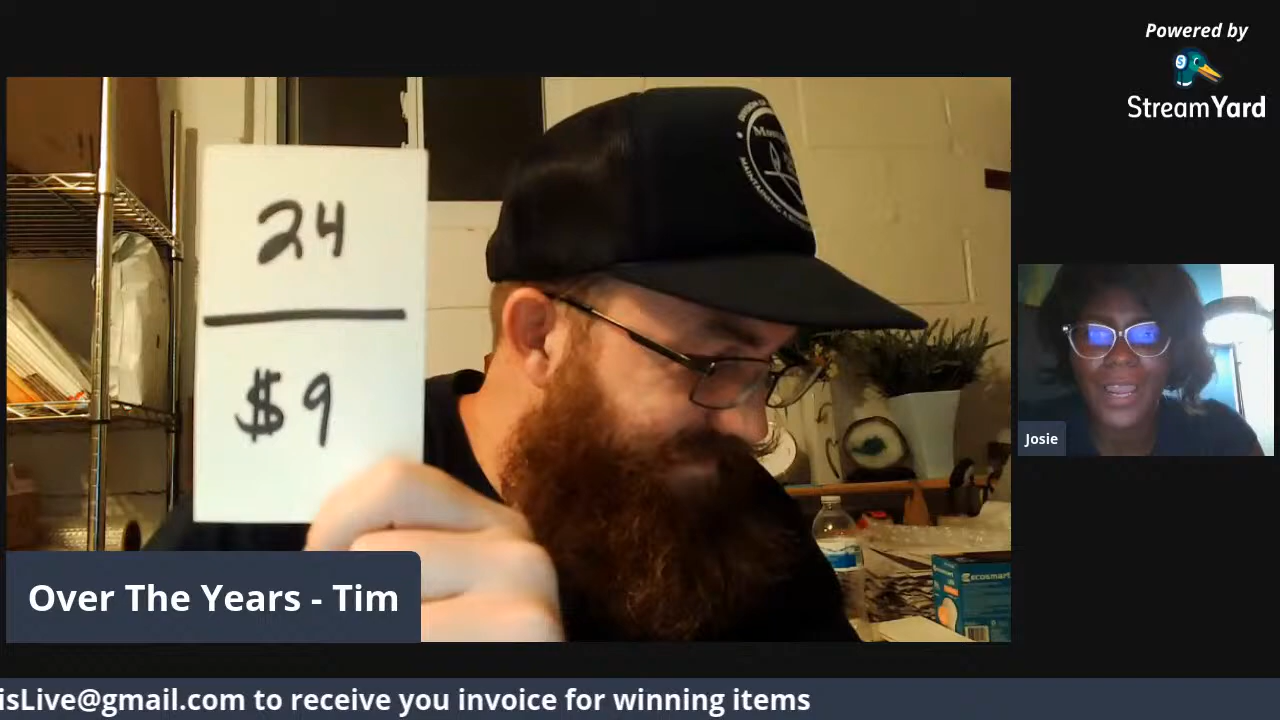 Powered by
StreamYard
24
$9
Josie
ecosmart
Over The Years - Tim
isLive@gmail.com to receive you invoice for winning items